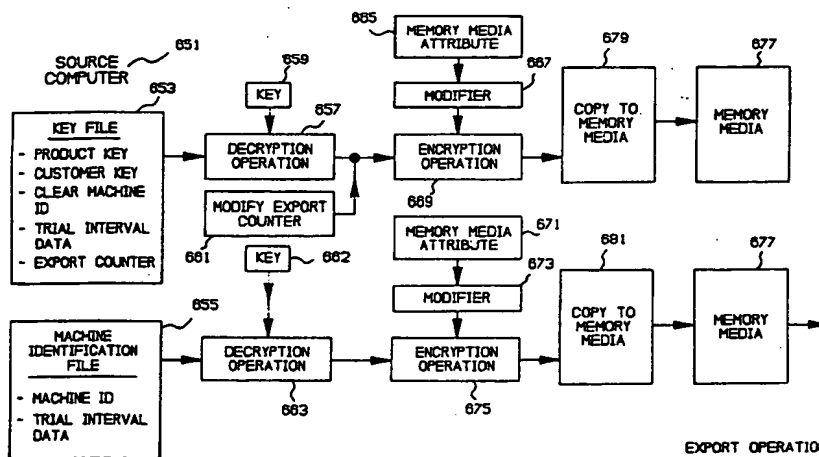 665
MEMORY MEDIA
ATTRIBUTE
679
677
SOURCE
COMPUTER
651
659
667
653
KEY
MODIFIER
657
KEY FILE
- PRODUCT KEY
- CUSTOMER KEY
- CLEAR MACHINE
ID
- TRIAL INTERVAL
DATA
- EXPORT COUNTER
DECRYPTION
OPERATION
ENCRYPTION
OPERATION
COPY TO
MEMORY
MEDIA
MEMORY
MEDIA
669
MODIFY EXPORT
COUNTER
661
MEMORY MEDIA
ATTRIBUTE
671
KEY
662
673
681
677
655
MODIFIER
MACHINE
IDENTIFICATION
FILE
- MACHINE ID
- TRIAL INTERVAL
DATA
DECRYPTION
OPERATION
663
ENCRYPTION
OPERATION
675
COPY TO
MEMORY
MEDIA
MEMORY
MEDIA
EXPORT OPERATIO